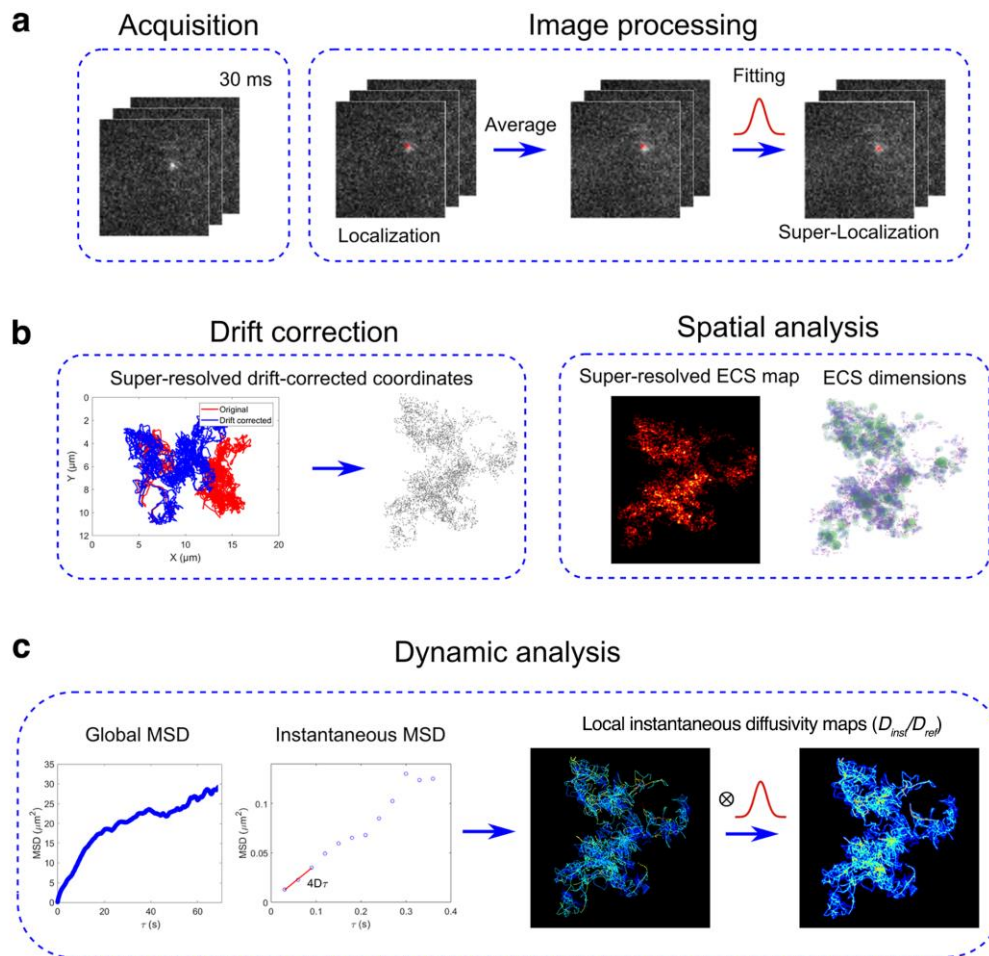 a
Acquisition
Image processing
30 ms
Average
Fitting
Localization
Super-Localization
b
Drift correction
Spatial analysis
Super-resolved drift-corrected coordinates
Super-resolved ECS map
ECS dimensions
0
2
4
6
8
10
12
Y (μm)
Original
Drift corrected
0
5
10
15
20
X (μm)
c
Dynamic analysis
Global MSD
Instantaneous MSD
Local instantaneous diffusivity maps (D_inst/D_ref)
35
30
25
20
15
10
5
0
MSD (μm²)
0
20
40
60
τ (s)
0.1
0.05
0
MSD (μm²)
4Dτ
0
0.1
0.2
0.3
0.4
τ (s)
⊗